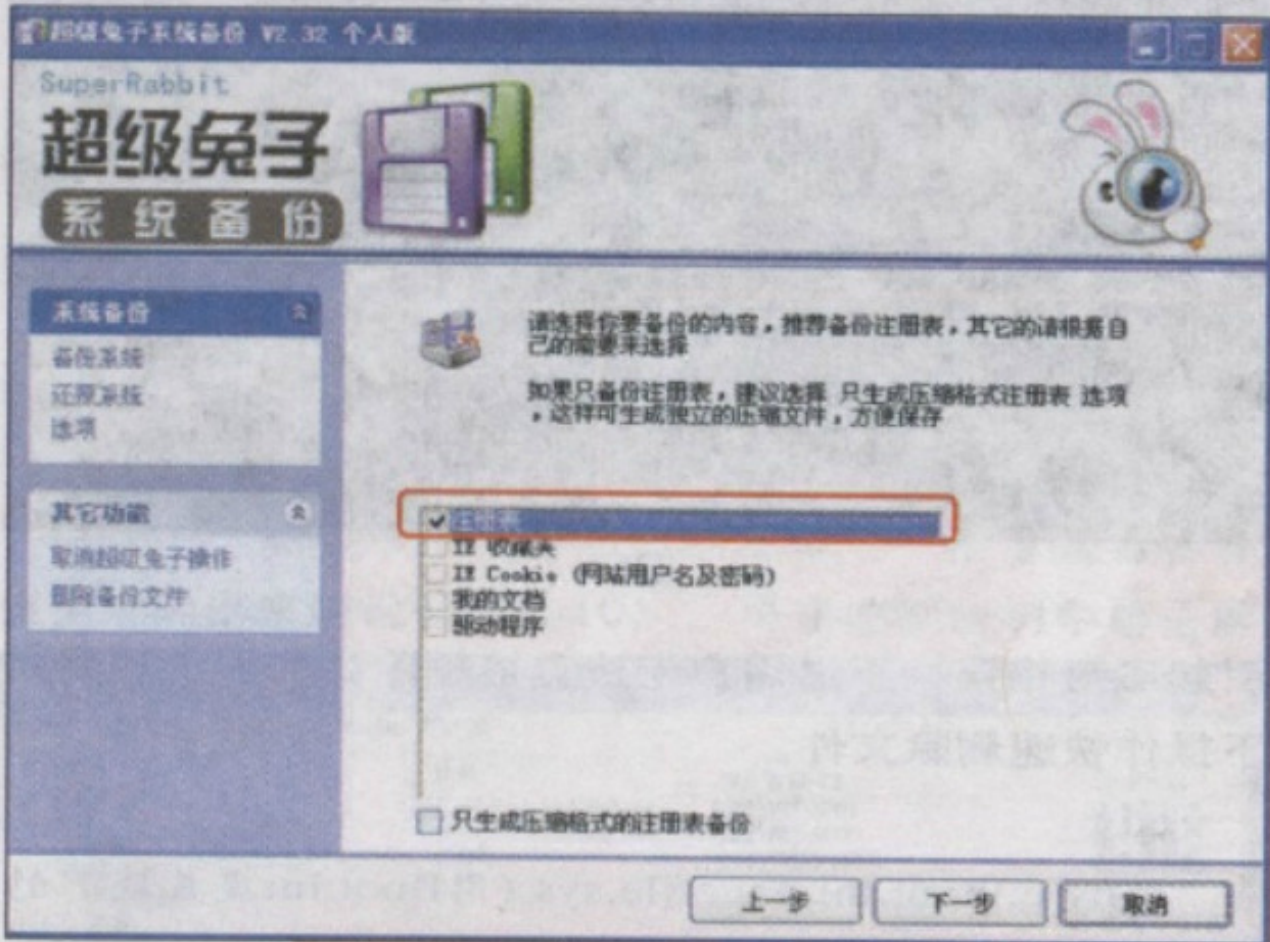 超级兔子系统备份 V2.32 个人版
SuperRabbit
超级兔子
系统备份
系统备份
备份系统
还原系统
选项
其它功能
取消超级兔子操作
删除备份文件
请选择你要备份的内容，推荐备份注册表，其它的请根据自
己的需要来选择
如果只备份注册表，建议选择 只生成压缩格式注册表 选项
，这样可生成独立的压缩文件，方便保存
注册表
IE 收藏夹
IE Cookie (网站用户名及密码)
我的文档
驱动程序
只生成压缩格式的注册表备份
上一步
下一步
取消